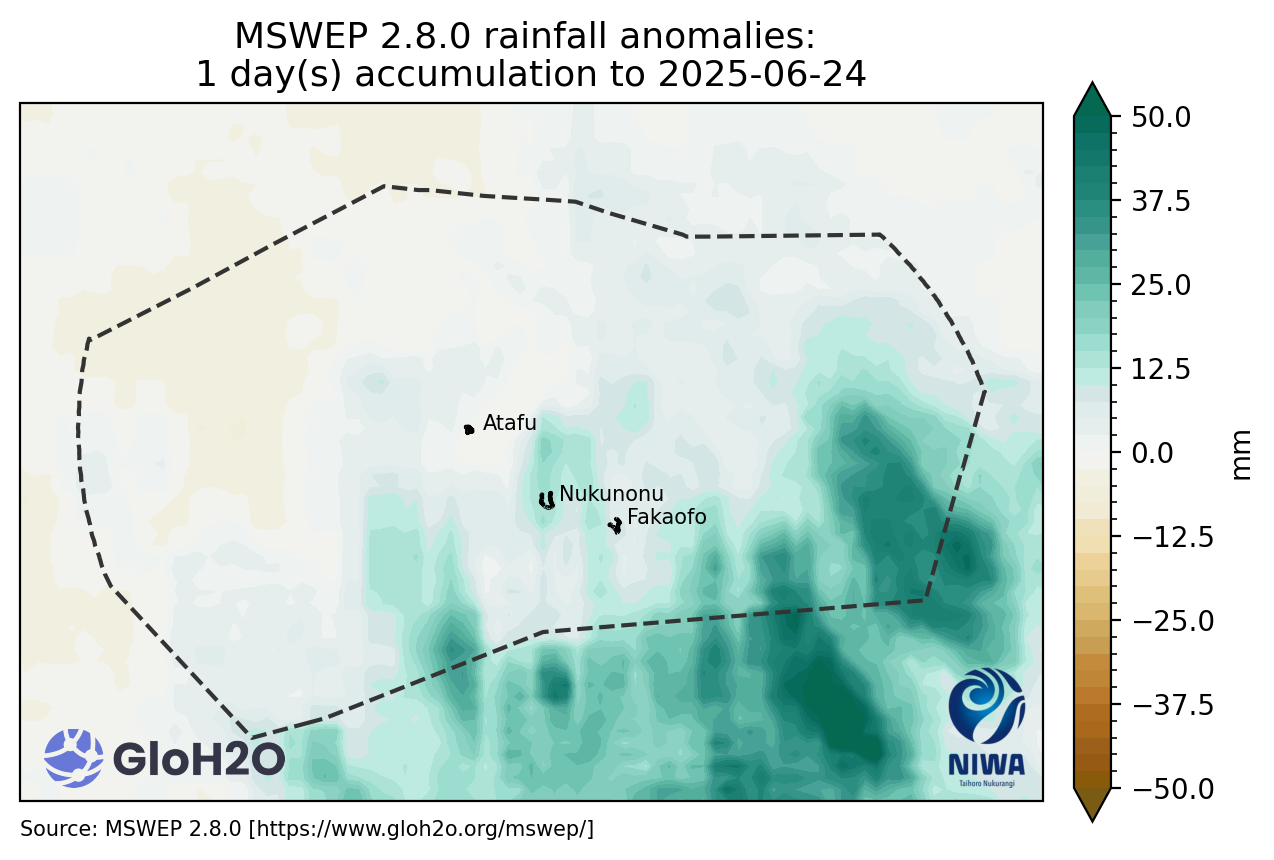 MSWEP 2.8.0 rainfall anomalies:
1 day(s) accumulation to 2025-06-24
50.0
37.5
25.0
12.5
0.0
−12.5
−25.0
−37.5
−50.0
mm
Atafu
Nukunonu
Fakaofo
GloH2O
NIWA
Taihoro Nukurangi
Source: MSWEP 2.8.0 [https://www.gloh2o.org/mswep/]